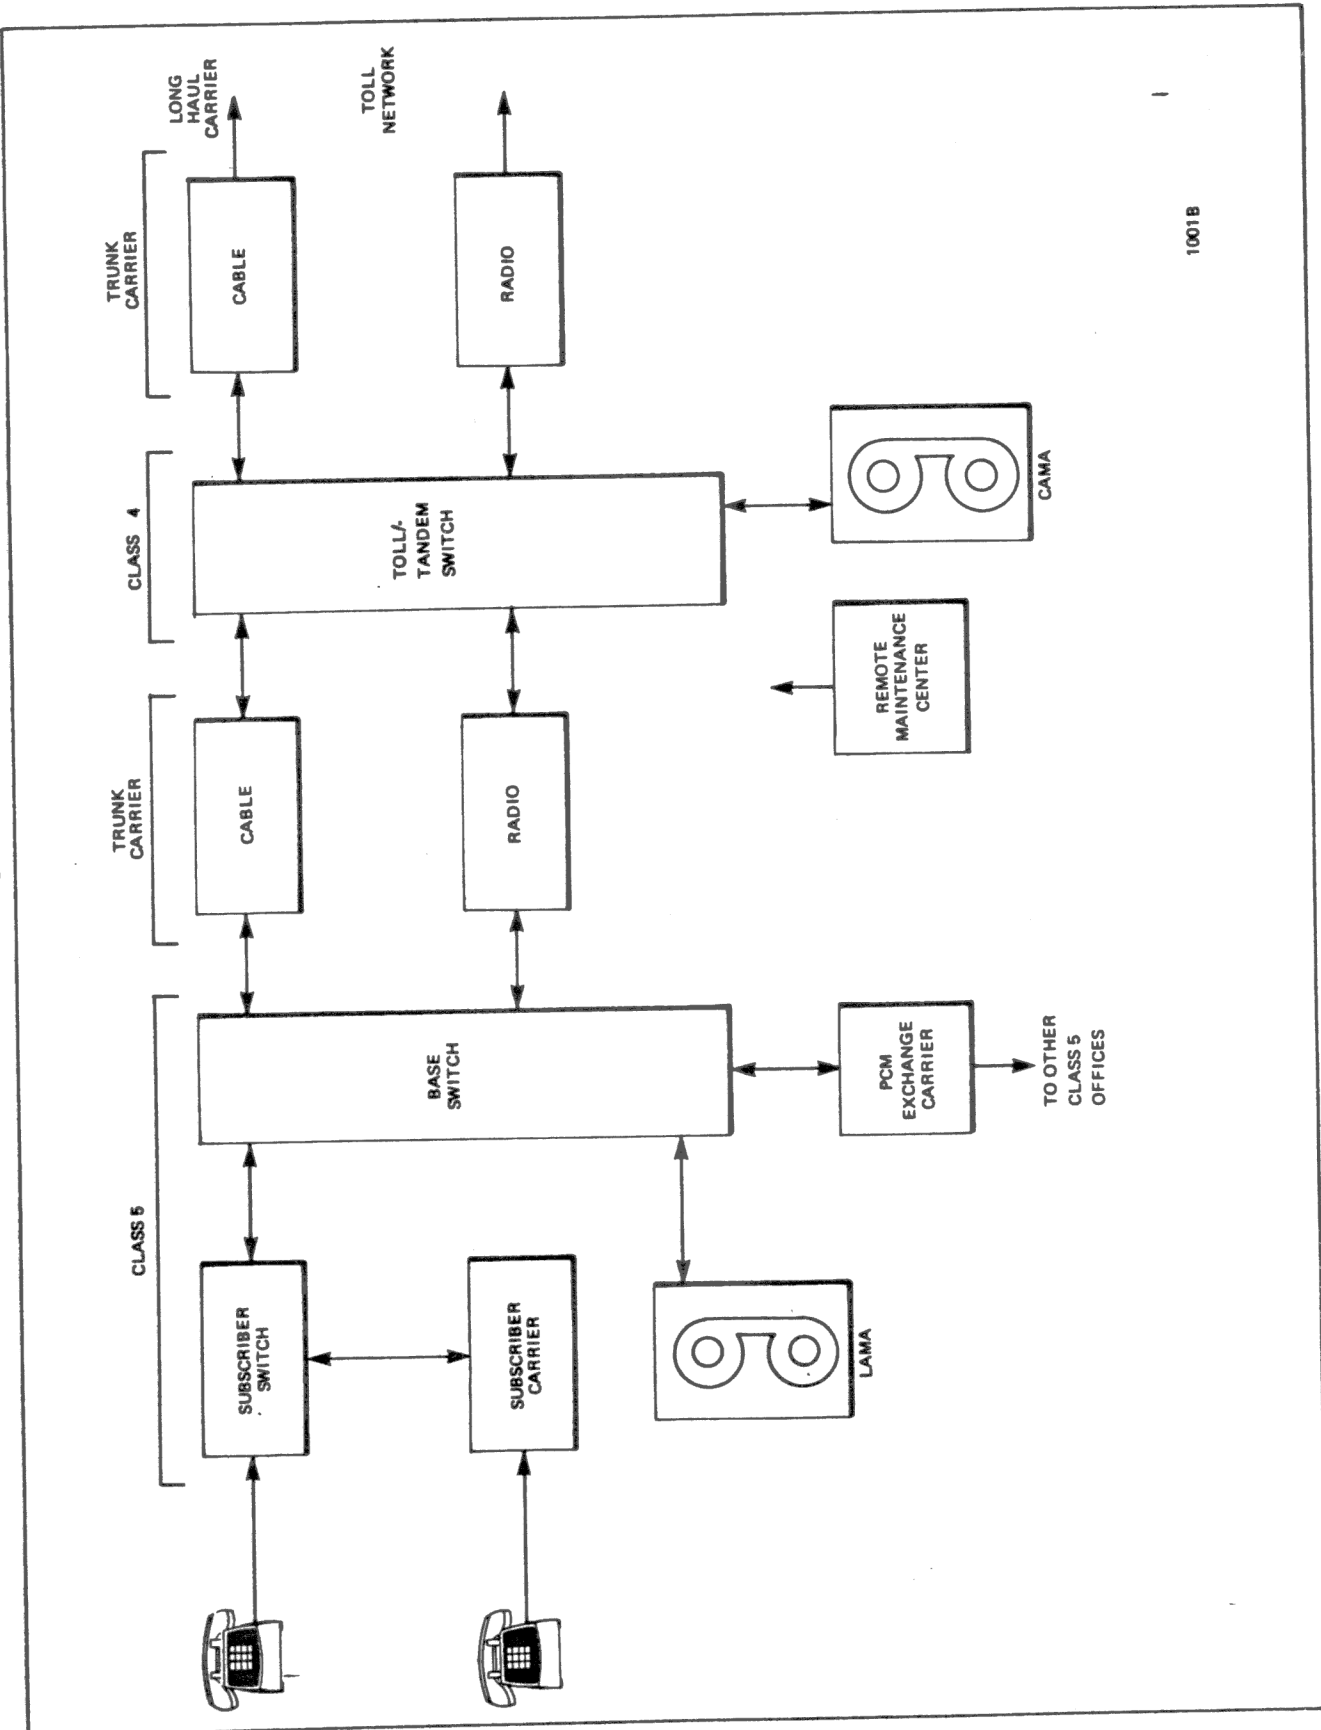 CLASS 5
TRUNK
CARRIER
CLASS 4
TRUNK
CARRIER
LONG
HAUL
CARRIER
SUBSCRIBER
SWITCH
BASE
SWITCH
CABLE
TOLL/-
TANDEM
SWITCH
CABLE
TOLL
NETWORK
SUBSCRIBER
CARRIER
RADIO
RADIO
LAMA
PCM
EXCHANGE
CARRIER
REMOTE
MAINTENANCE
CENTER
CAMA
TO OTHER
CLASS 5
OFFICES
1001B